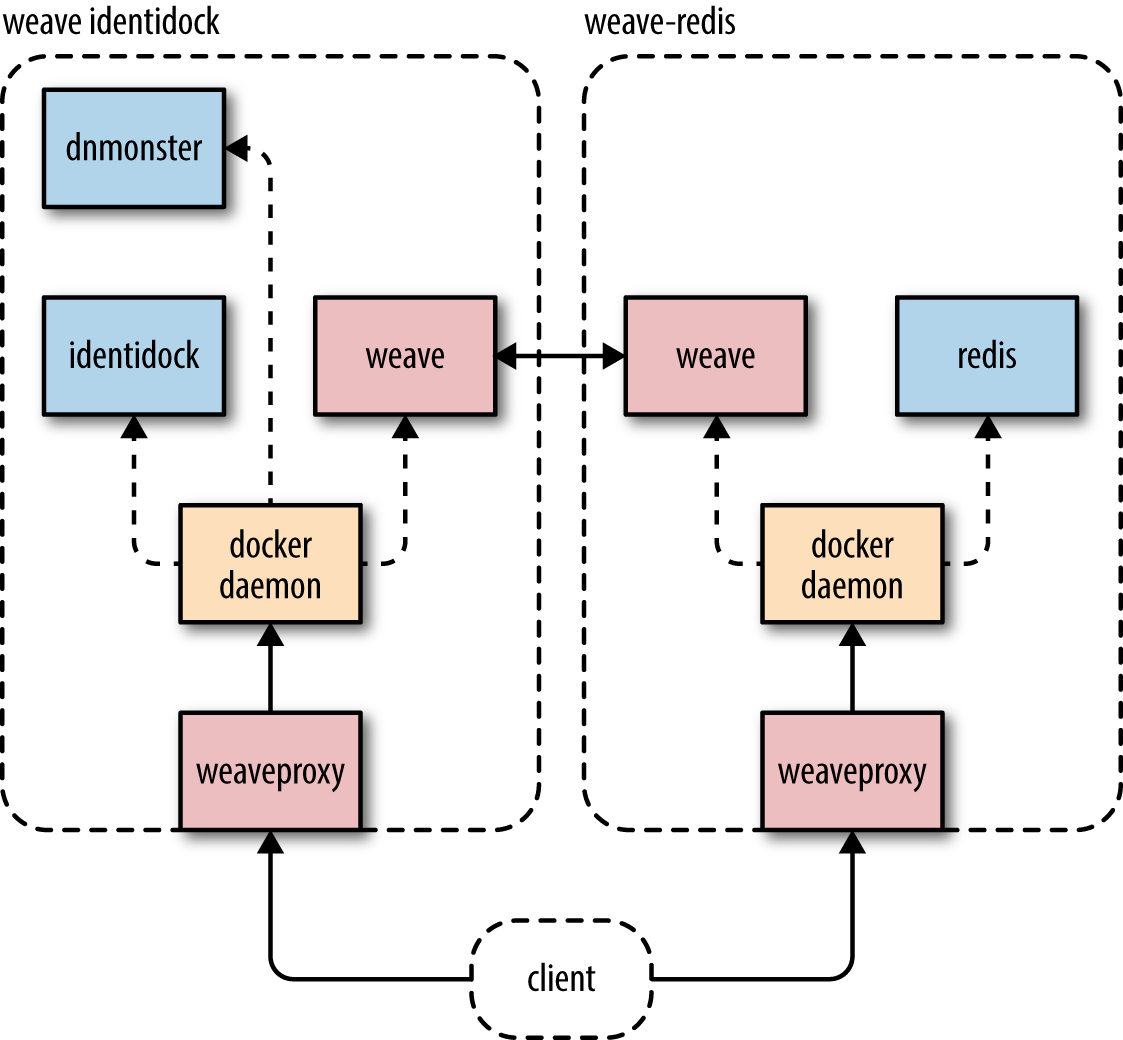 weave identidock
weave-redis
dnmonster
identidock
weave
weave
redis
docker
daemon
docker
daemon
weaveproxy
weaveproxy
client